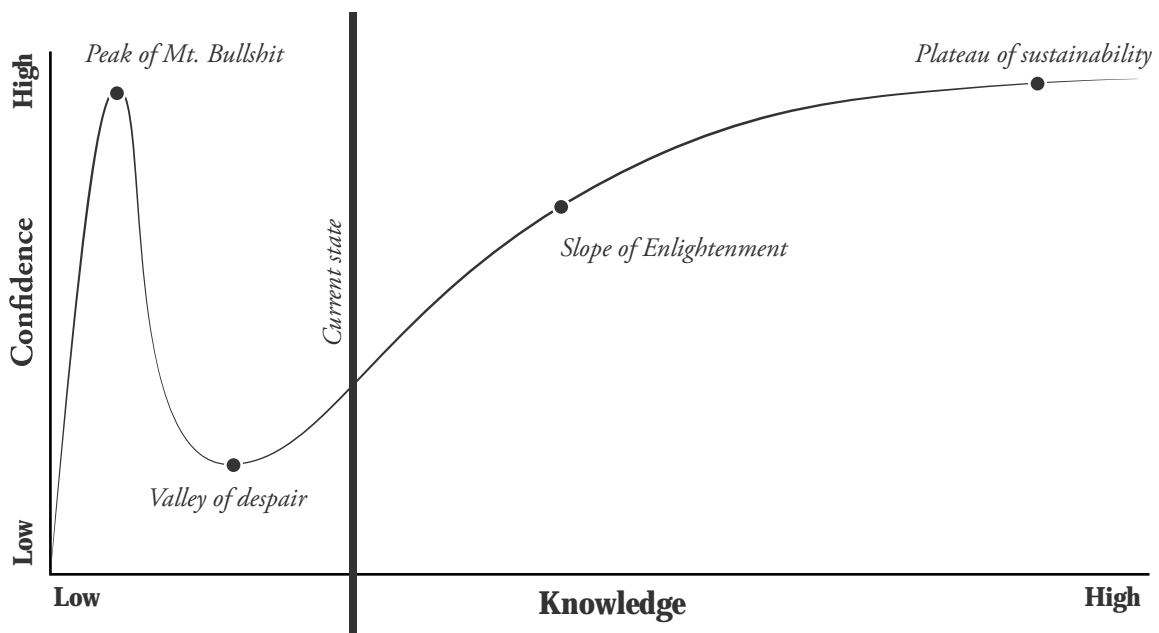 Peak of Mt. Bullshit
Plateau of sustainability
High
Confidence
Low
Current state
Slope of Enlightenment
Valley of despair
Low
Knowledge
High